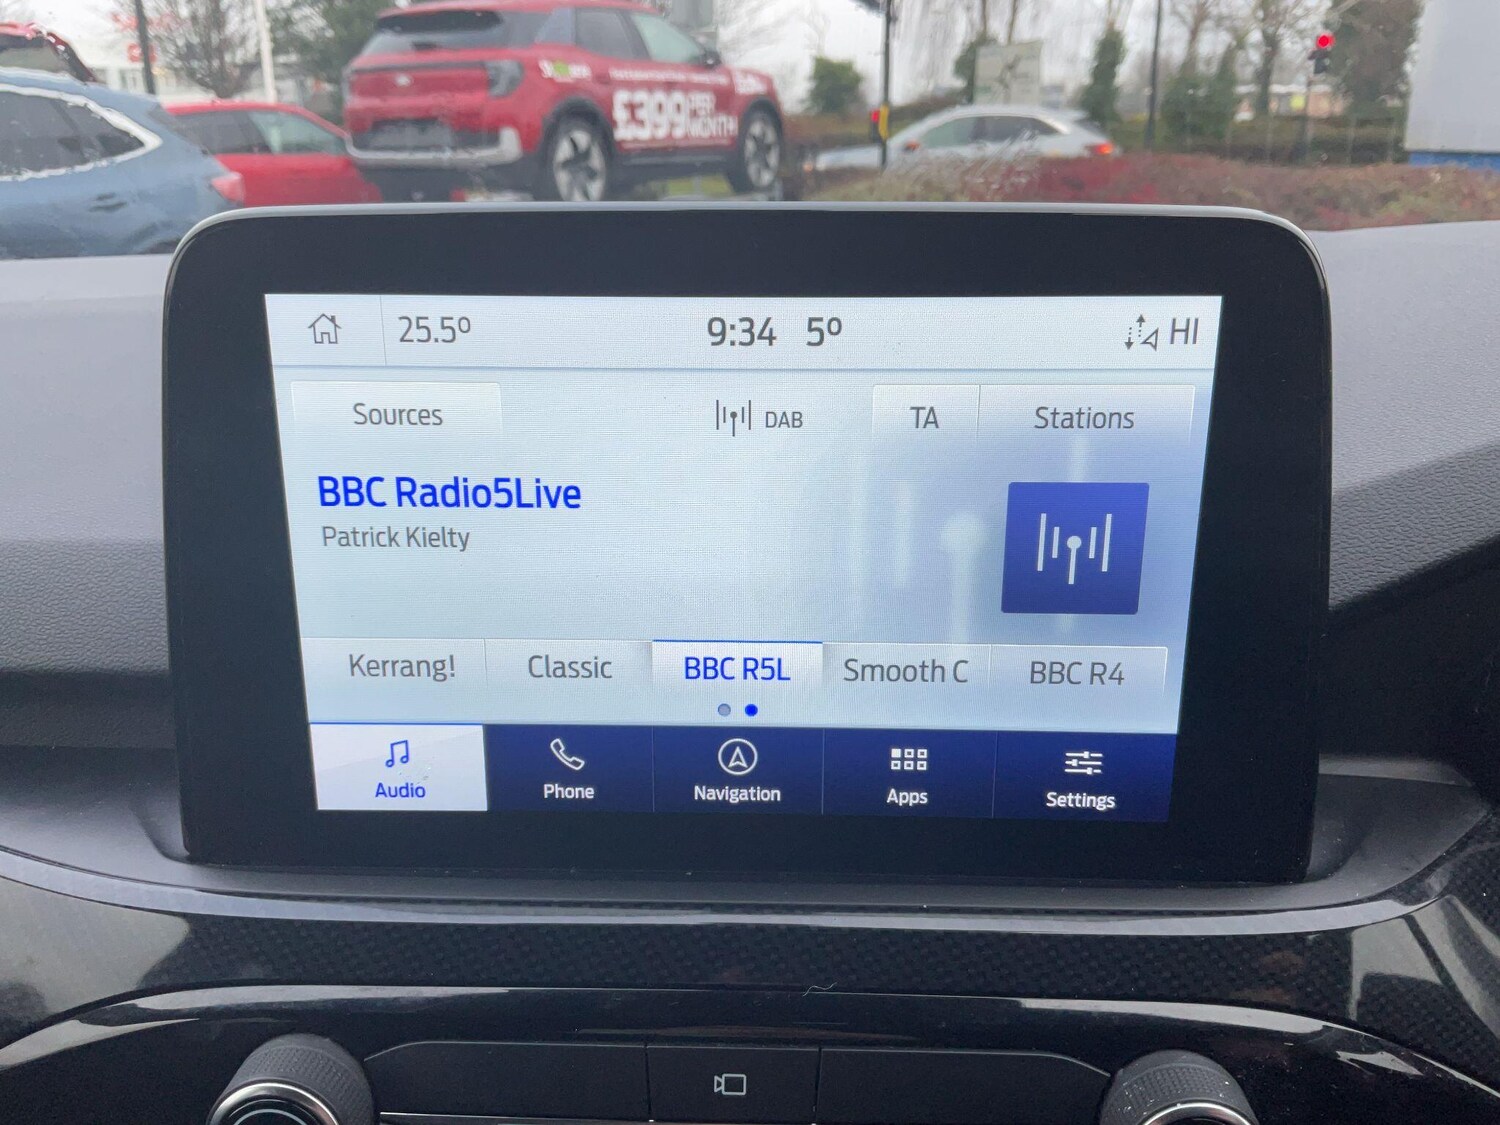 £399 PER
MONTH
25.5° 9:34 5° HI
Sources DAB TA Stations
BBC Radio5Live
Patrick Kielty
Kerrang! Classic BBC R5L Smooth C BBC R4
Audio Phone Navigation Apps Settings